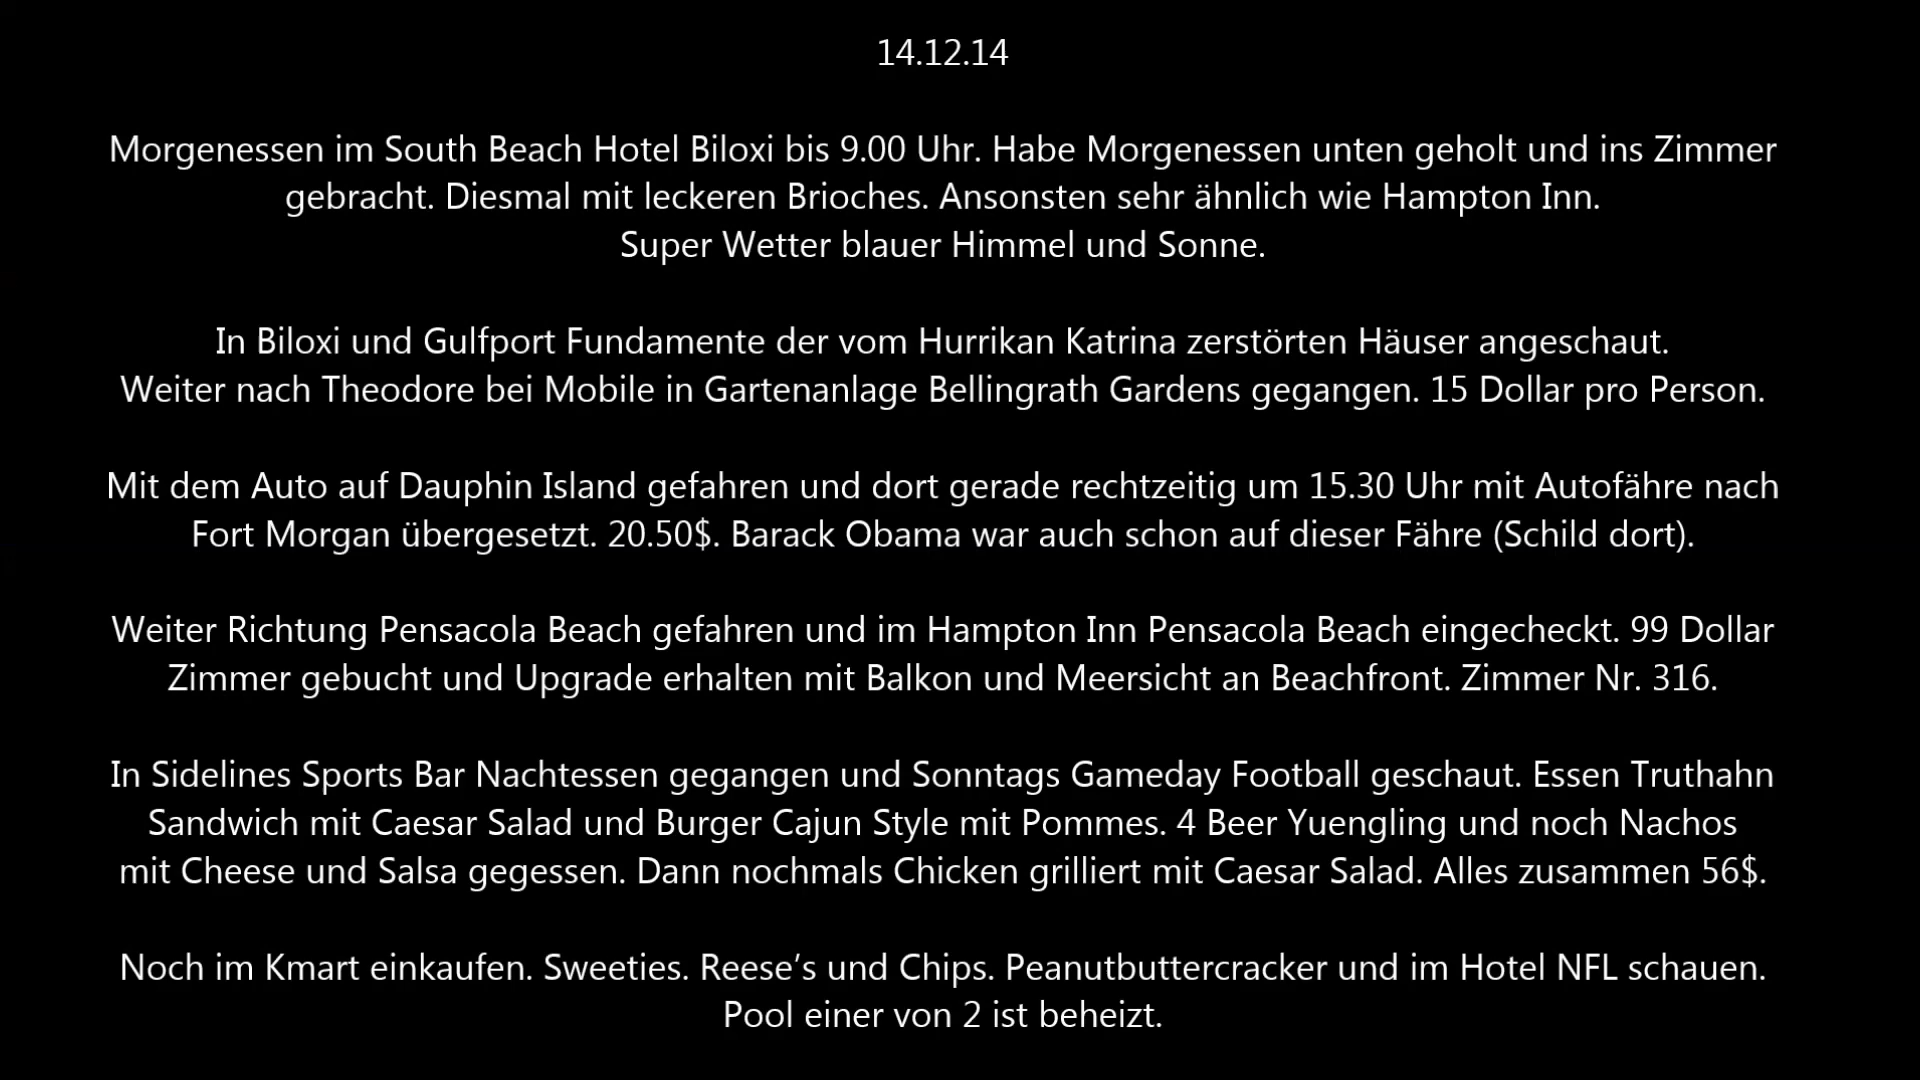 14.12.14
Morgenessen im South Beach Hotel Biloxi bis 9.00 Uhr. Habe Morgenessen unten geholt und ins Zimmer
gebracht. Diesmal mit leckeren Brioches. Ansonsten sehr ähnlich wie Hampton Inn.
Super Wetter blauer Himmel und Sonne.
In Biloxi und Gulfport Fundamente der vom Hurrikan Katrina zerstörten Häuser angeschaut.
Weiter nach Theodore bei Mobile in Gartenanlage Bellingrath Gardens gegangen. 15 Dollar pro Person.
Mit dem Auto auf Dauphin Island gefahren und dort gerade rechtzeitig um 15.30 Uhr mit Autofähre nach
Fort Morgan übergesetzt. 20.50$. Barack Obama war auch schon auf dieser Fähre (Schild dort).
Weiter Richtung Pensacola Beach gefahren und im Hampton Inn Pensacola Beach eingecheckt. 99 Dollar
Zimmer gebucht und Upgrade erhalten mit Balkon und Meersicht an Beachfront. Zimmer Nr. 316.
In Sidelines Sports Bar Nachtessen gegangen und Sonntags Gameday Football geschaut. Essen Truthahn
Sandwich mit Caesar Salad und Burger Cajun Style mit Pommes. 4 Beer Yuengling und noch Nachos
mit Cheese und Salsa gegessen. Dann nochmals Chicken grilliert mit Caesar Salad. Alles zusammen 56$.
Noch im Kmart einkaufen. Sweeties. Reese’s und Chips. Peanutbuttercracker und im Hotel NFL schauen.
Pool einer von 2 ist beheizt.